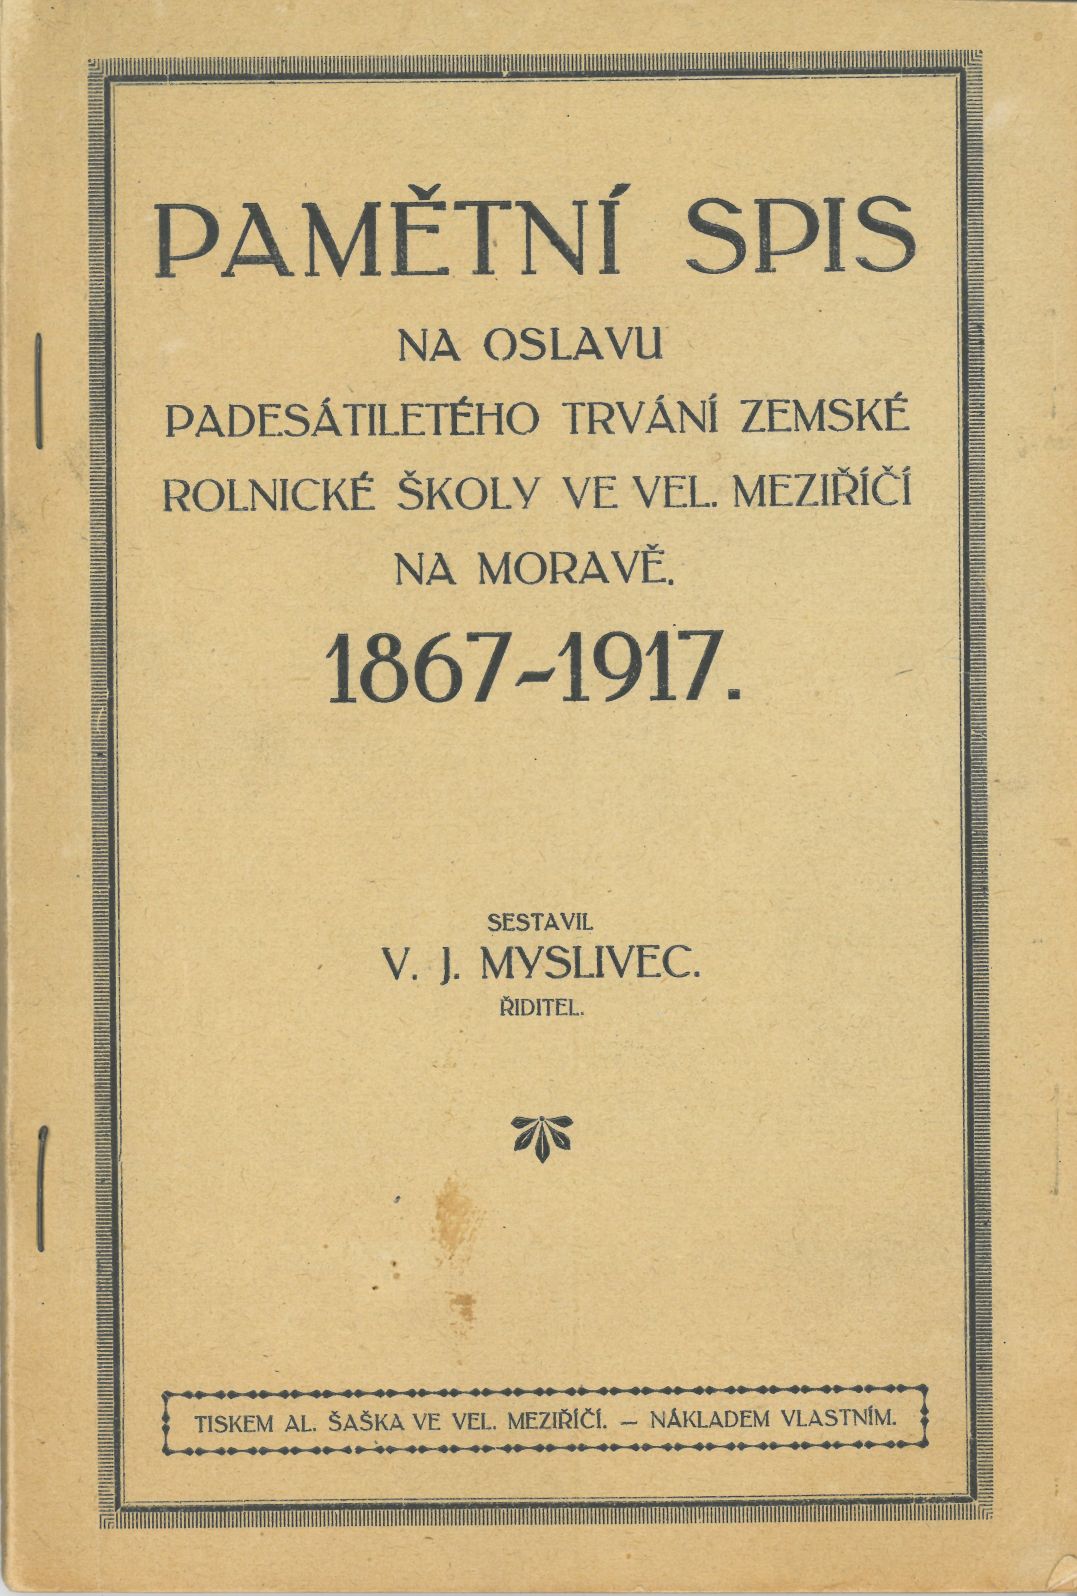 PAMĚTNÍ SPIS
NA OSLAVU
PADESÁTILETÉHO TRVÁNÍ ZEMSKÉ
ROLNICKÉ ŠKOLY VE VEL. MEZIŘÍČÍ
NA MORAVĚ.
1867-1917.
SESTAVIL
V. J. MYSLIVEC.
ŘIDITEL.
TISKEM AL. ŠAŠKA VE VEL. MEZIŘÍČÍ. — NÁKLADEM VLASTNÍM.